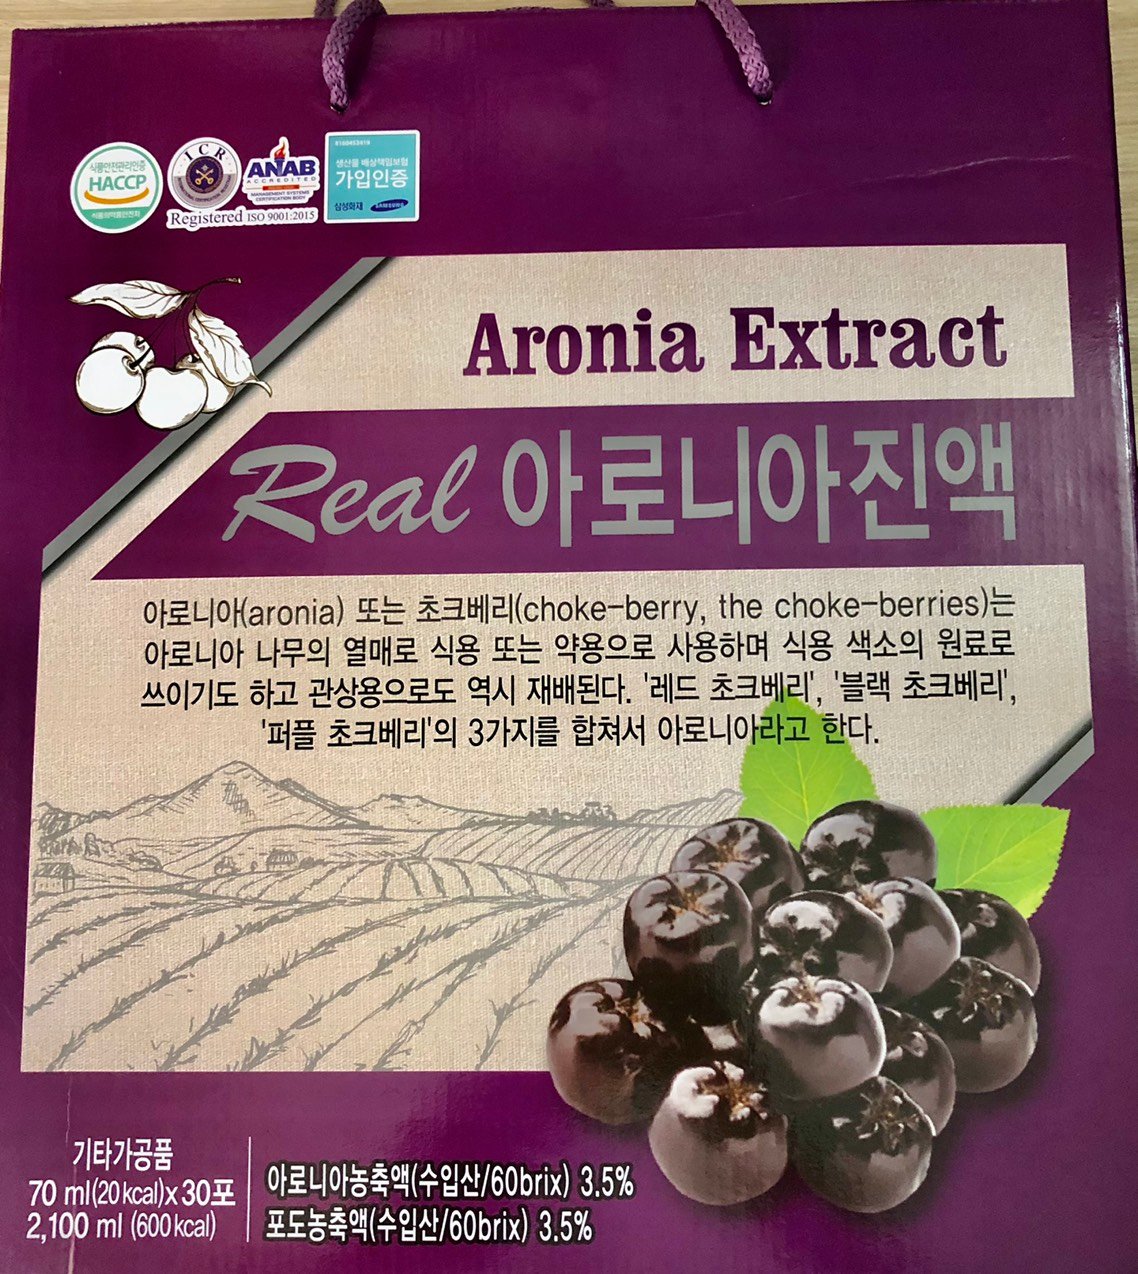 식품안전관리인증
HACCP
식품의약품안전처
ICR
Registered ISO 9001:2015
ANAB
ACCREDITED
MANAGEMENT SYSTEMS
CERTIFICATION BODY
생산물 배상책임보험
가입인증
삼성화재 SAMSUNG
Aronia Extract
Real 아로니아진액
아로니아(aronia) 또는 초크베리(choke-berry, the choke-berries)는
아로니아 나무의 열매로 식용 또는 약용으로 사용하며 식용 색소의 원료로
쓰이기도 하고 관상용으로도 역시 재배된다. '레드 초크베리', '블랙 초크베리',
'퍼플 초크베리'의 3가지를 합쳐서 아로니아라고 한다.
기타가공품
70 ml(20 kcal)x 30포
2,100 ml (600 kcal)
아로니아농축액(수입산/60brix) 3.5%
포도농축액(수입산/60brix) 3.5%